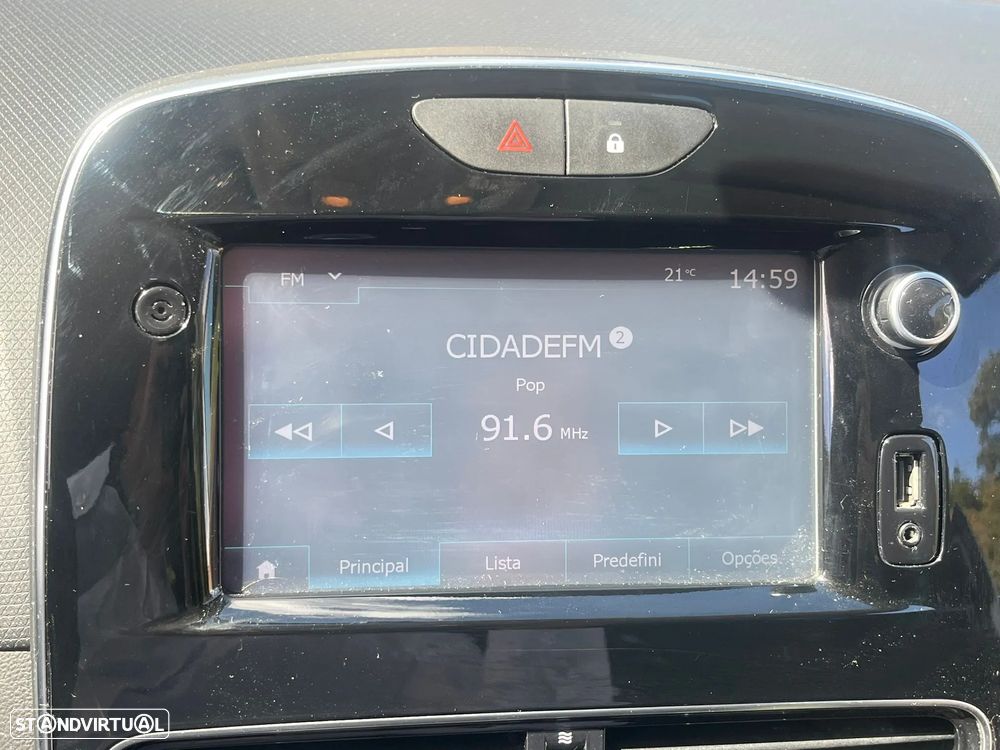 FM
21°C 14:59
CIDADEFM 2
Pop
91.6 MHz
Principal Lista Predefini Opções
STANDVIRTUAL